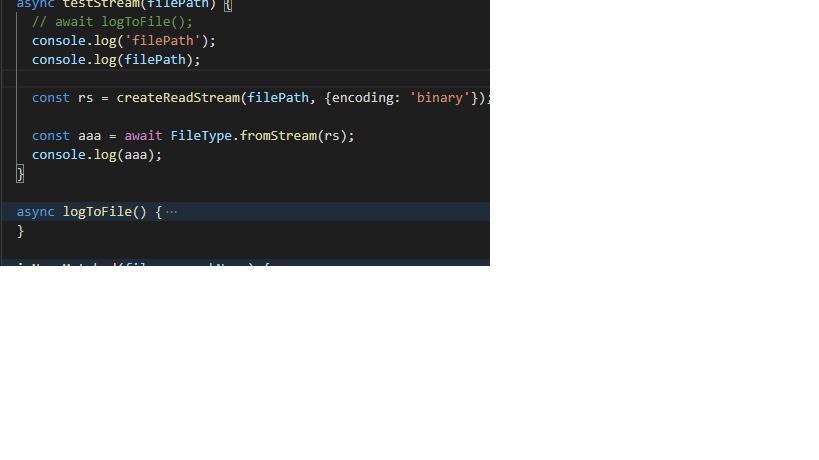 async testStream(filePath) {
// await logToFile();
console.log('filePath');
console.log(filePath);
const rs = createReadStream(filePath, {encoding: 'binary'});
const aaa = await FileType.fromStream(rs);
console.log(aaa);
}
async logToFile() {···
}